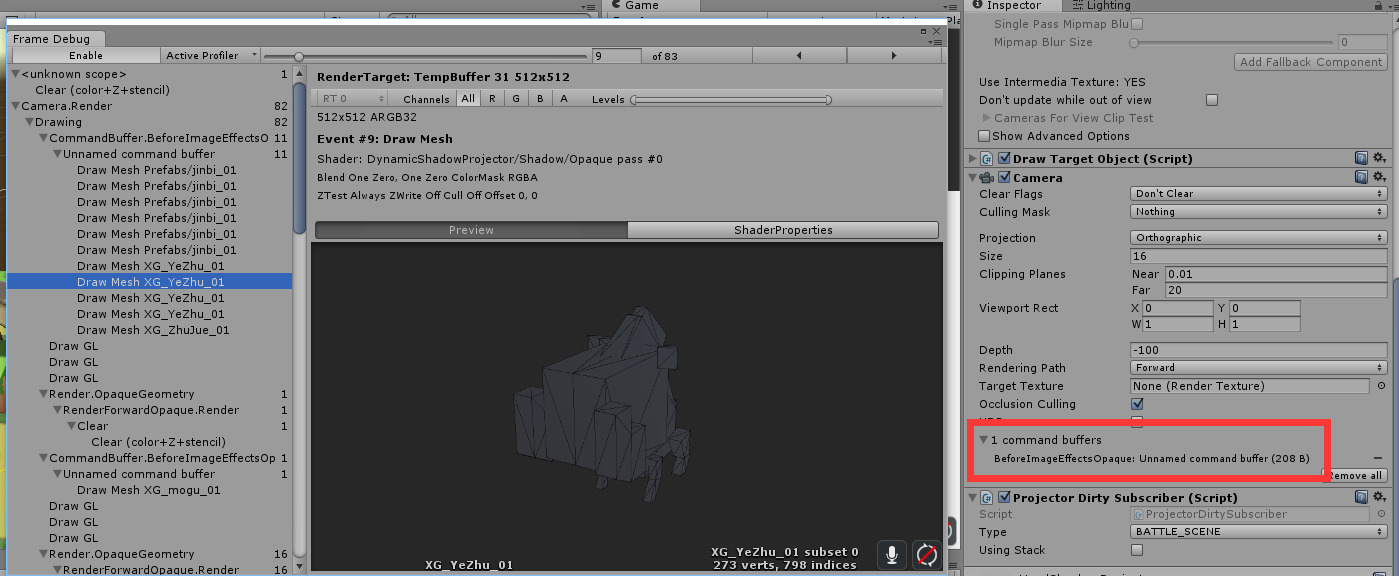 Game
Inspector
Lighting
Frame Debug
Enable
Active Profiler
9
of 83
<unknown scope> 1
Clear (color+Z+stencil)
Camera.Render 82
Drawing 82
CommandBuffer.BeforeImageEffectsO 11
Unnamed command buffer 11
Draw Mesh Prefabs/jinbi_01
Draw Mesh Prefabs/jinbi_01
Draw Mesh Prefabs/jinbi_01
Draw Mesh Prefabs/jinbi_01
Draw Mesh Prefabs/jinbi_01
Draw Mesh Prefabs/jinbi_01
Draw Mesh XG_YeZhu_01
Draw Mesh XG_YeZhu_01
Draw Mesh XG_YeZhu_01
Draw Mesh XG_YeZhu_01
Draw Mesh XG_ZhuJue_01
Draw GL
Draw GL
Draw GL
Render.OpaqueGeometry 1
RenderForwardOpaque.Render 1
Clear 1
Clear (color+Z+stencil)
CommandBuffer.BeforeImageEffectsOp 1
Unnamed command buffer 1
Draw Mesh XG_mogu_01
Draw GL
Draw GL
Draw GL
Render.OpaqueGeometry 16
RenderForwardOpaque.Render 16
RenderTarget: TempBuffer 31 512x512
RT 0
Channels All R G B A Levels
512x512 ARGB32
Event #9: Draw Mesh
Shader: DynamicShadowProjector/Shadow/Opaque pass #0
Blend One Zero, One Zero ColorMask RGBA
ZTest Always ZWrite Off Cull Off Offset 0, 0
Preview
ShaderProperties
XG_YeZhu_01
XG_YeZhu_01 subset 0
273 verts, 798 indices
Single Pass Mipmap Blu
Mipmap Blur Size 0
Add Fallback Component
Use Intermedia Texture: YES
Don't update while out of view
Cameras For View Clip Test
Show Advanced Options
Draw Target Object (Script)
Camera
Clear Flags Don't Clear
Culling Mask Nothing
Projection Orthographic
Size 16
Clipping Planes Near 0.01
Far 20
Viewport Rect X 0 Y 0
W 1 H 1
Depth -100
Rendering Path Forward
Target Texture None (Render Texture)
Occlusion Culling
1 command buffers
BeforeImageEffectsOpaque: Unnamed command buffer (208 B)
Remove all
Projector Dirty Subscriber (Script)
Script ProjectorDirtySubscriber
Type BATTLE_SCENE
Using Stack